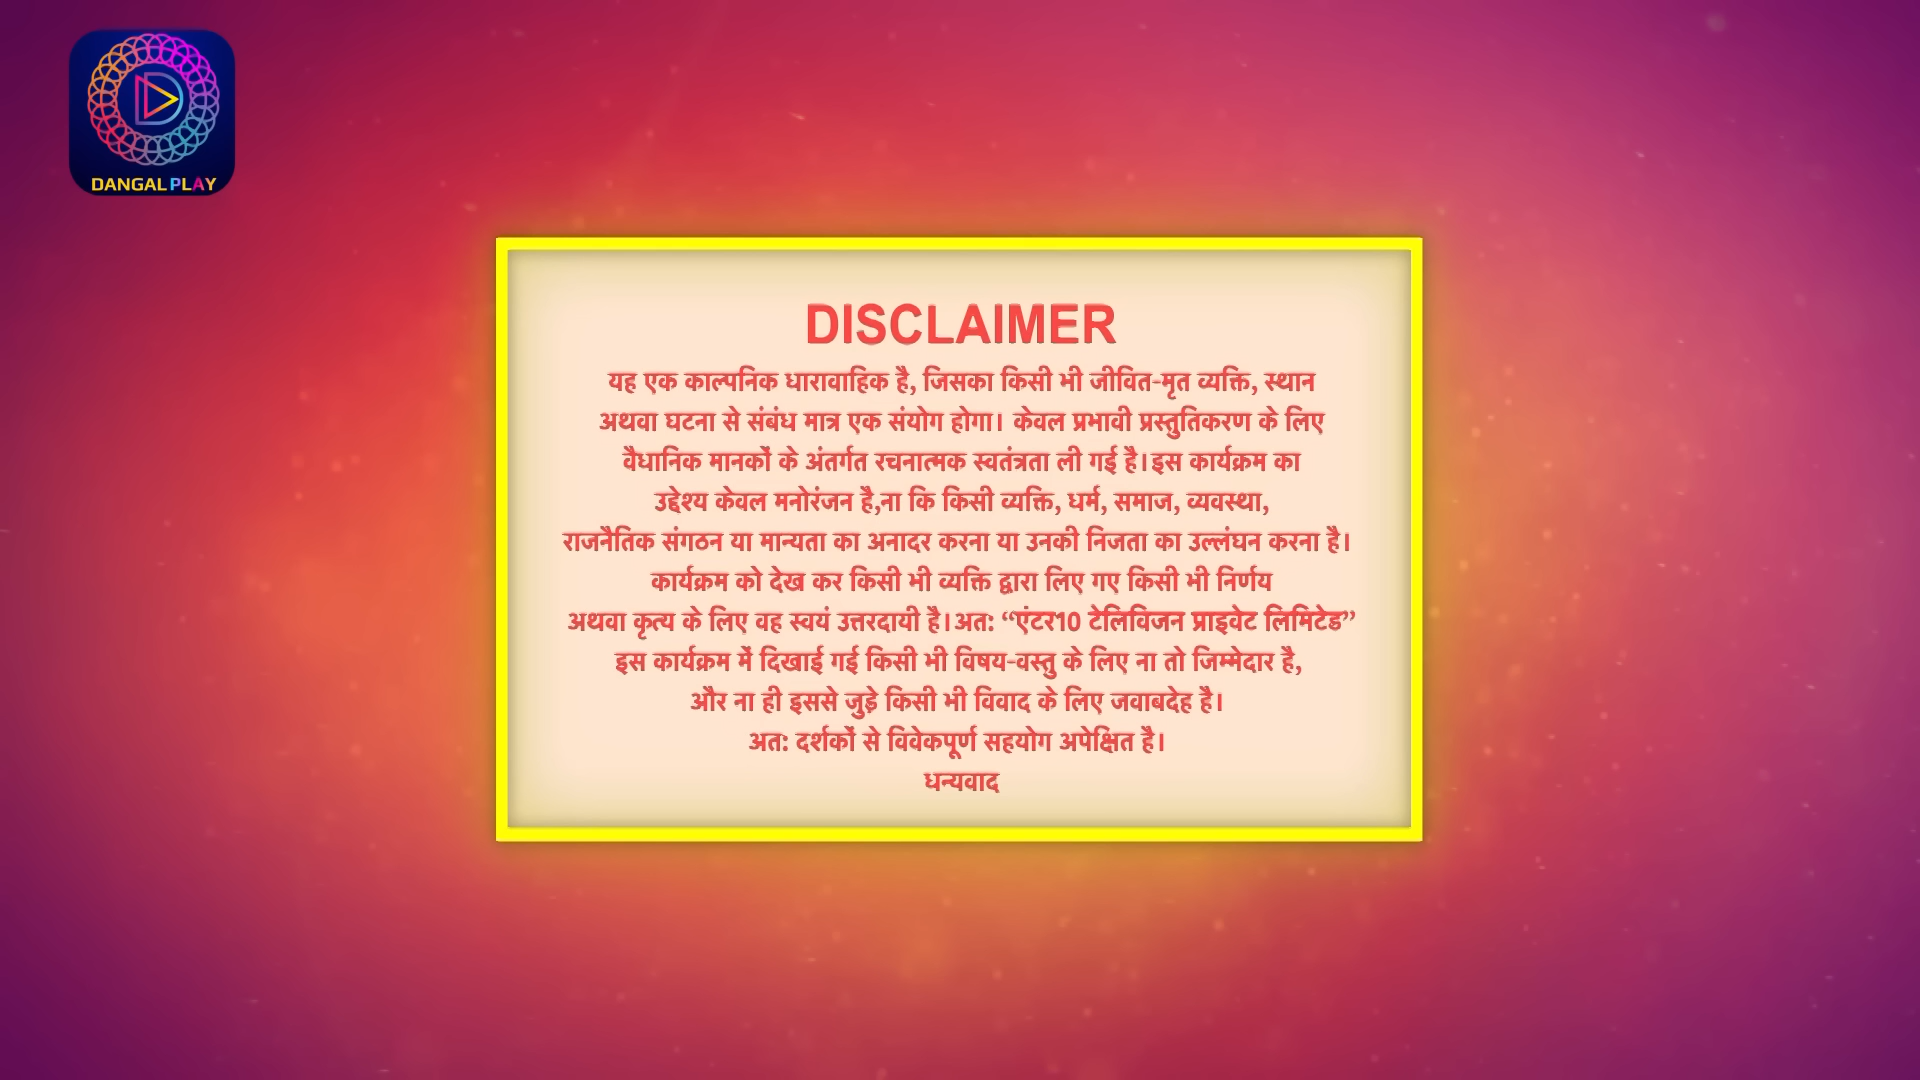 DANGAL PLAY
DISCLAIMER
यह एक काल्पनिक धारावाहिक है, जिसका किसी भी जीवित-मृत व्यक्ति, स्थान
अथवा घटना से संबंध मात्र एक संयोग होगा। केवल प्रभावी प्रस्तुतिकरण के लिए
वैधानिक मानकों के अंतर्गत रचनात्मक स्वतंत्रता ली गई है।इस कार्यक्रम का
उद्देश्य केवल मनोरंजन है,ना कि किसी व्यक्ति, धर्म, समाज, व्यवस्था,
राजनैतिक संगठन या मान्यता का अनादर करना या उनकी निजता का उल्लंघन करना है।
कार्यक्रम को देख कर किसी भी व्यक्ति द्वारा लिए गए किसी भी निर्णय
अथवा कृत्य के लिए वह स्वयं उत्तरदायी है।अत: “एंटर10 टेलिविजन प्राइवेट लिमिटेड”
इस कार्यक्रम में दिखाई गई किसी भी विषय-वस्तु के लिए ना तो जिम्मेदार है,
और ना ही इससे जुड़े किसी भी विवाद के लिए जवाबदेह है।
अत: दर्शकों से विवेकपूर्ण सहयोग अपेक्षित है।
धन्यवाद